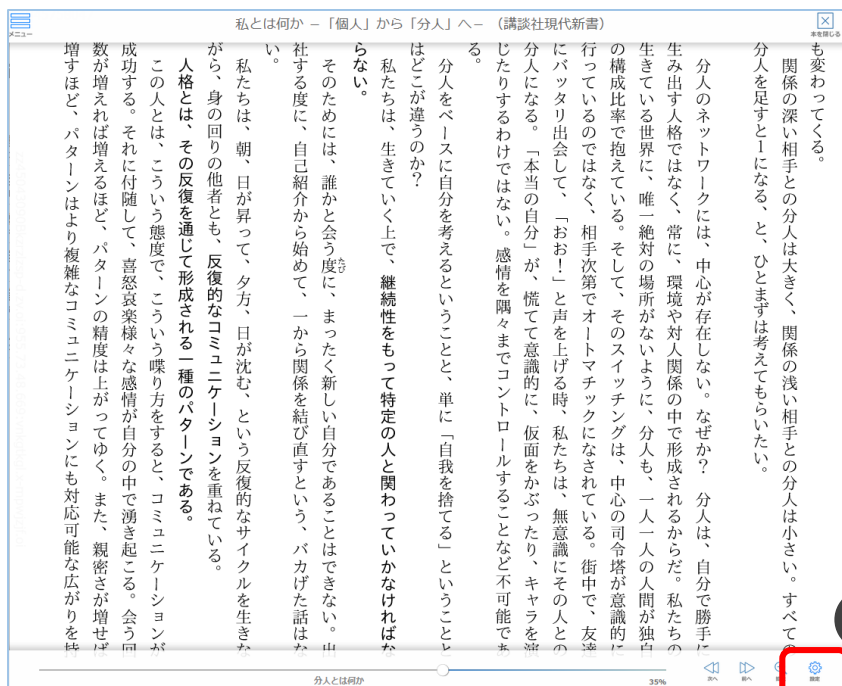 メニュー
私とは何か －「個人」から「分人」へ－ （講談社現代新書）
本を閉じる
も変わってくる。
関係の深い相手との分人は大きく、関係の浅い相手との分人は小さい。すべての
分人を足すと１になる、と、ひとまずは考えてもらいたい。
分人のネットワークには、中心が存在しない。なぜか？　分人は、自分で勝手に
生み出す人格ではなく、常に、環境や対人関係の中で形成されるからだ。私たちの
生きている世界に、唯一絶対の場所がないように、分人も、一人一人の人間が独自
の構成比率で抱えている。そして、そのスイッチングは、中心の司令塔が意識的に
行っているのではなく、相手次第でオートマチックになされている。街中で、友達
にバッタリ出会して、「おお！」と声を上げる時、私たちは、無意識にその人との
分人になる。「本当の自分」が、慌てて意識的に、仮面をかぶったり、キャラを演
じたりするわけではない。感情を隅々までコントロールすることなど不可能であ
る。
分人をベースに自分を考えるということと、単に「自我を捨てる」ということと
はどこが違うのか？
私たちは、生きていく上で、継続性をもって特定の人と関わっていかなければな
らない。
そのためには、誰かと会う度たびに、まったく新しい自分であることはできない。出
社する度に、自己紹介から始めて、一から関係を結び直すという、バカげた話はな
い。
私たちは、朝、日が昇って、夕方、日が沈む、という反復的なサイクルを生きな
がら、身の回りの他者とも、反復的なコミュニケーションを重ねている。
人格とは、その反復を通じて形成される一種のパターンである。
この人とは、こういう態度で、こういう喋り方をすると、コミュニケーションが
成功する。それに付随して、喜怒哀楽様々な感情が自分の中で湧き起こる。会う回
数が増えれば増えるほど、パターンの精度は上がってゆく。また、親密さが増せば
増すほど、パターンはより複雑なコミュニケーションにも対応可能な広がりを持
分人とは何か
35%
次へ
前へ
設定